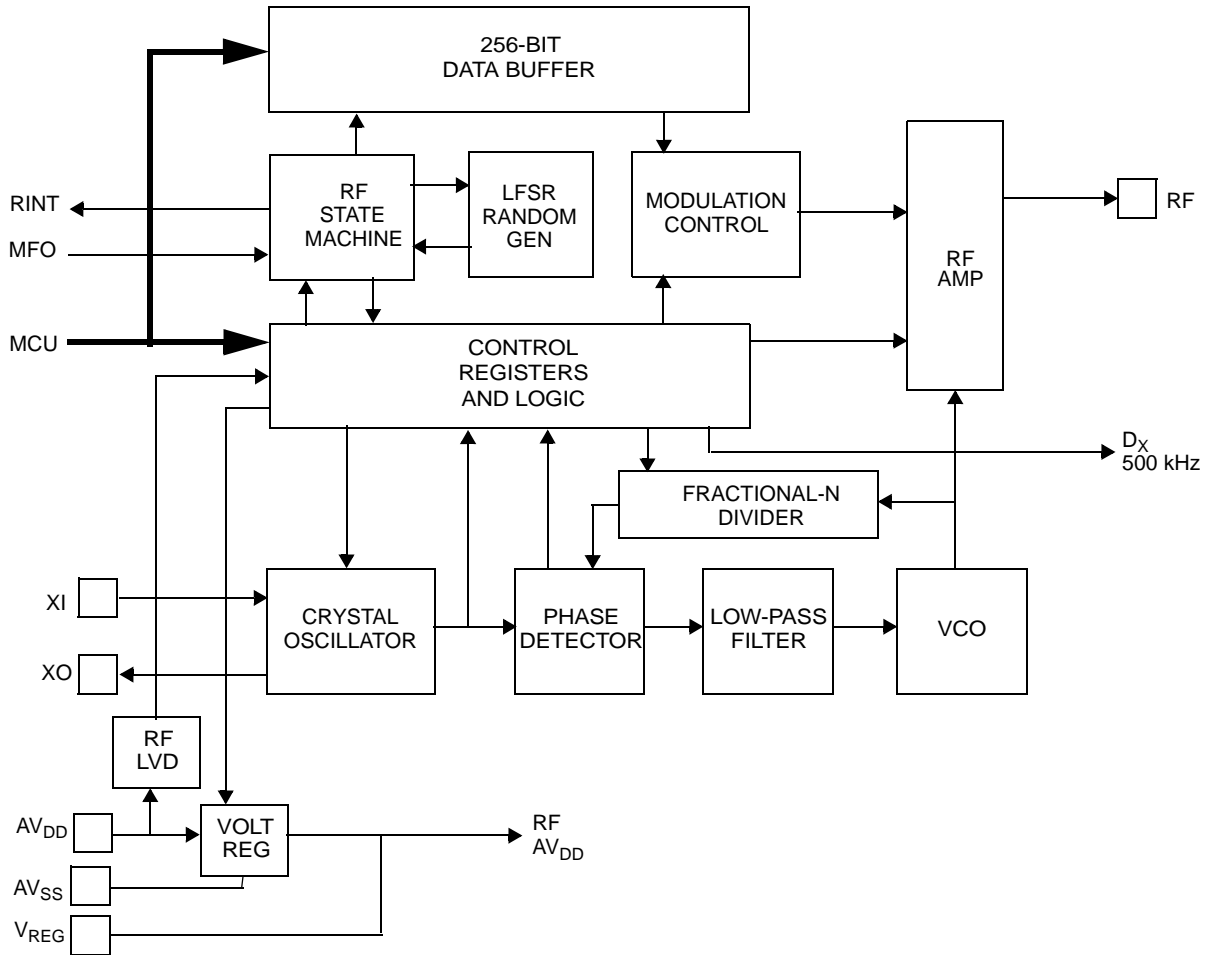 256-BIT
DATA BUFFER
RF
STATE
MACHINE
LFSR
RANDOM
GEN
MODULATION
CONTROL
RF
AMP
RF
RINT
MFO
MCU
CONTROL
REGISTERS
AND LOGIC
DX
500 kHz
FRACTIONAL-N
DIVIDER
XI
XO
CRYSTAL
OSCILLATOR
PHASE
DETECTOR
LOW-PASS
FILTER
VCO
RF
LVD
AVDD
VOLT
REG
RF
AVDD
AVSS
VREG